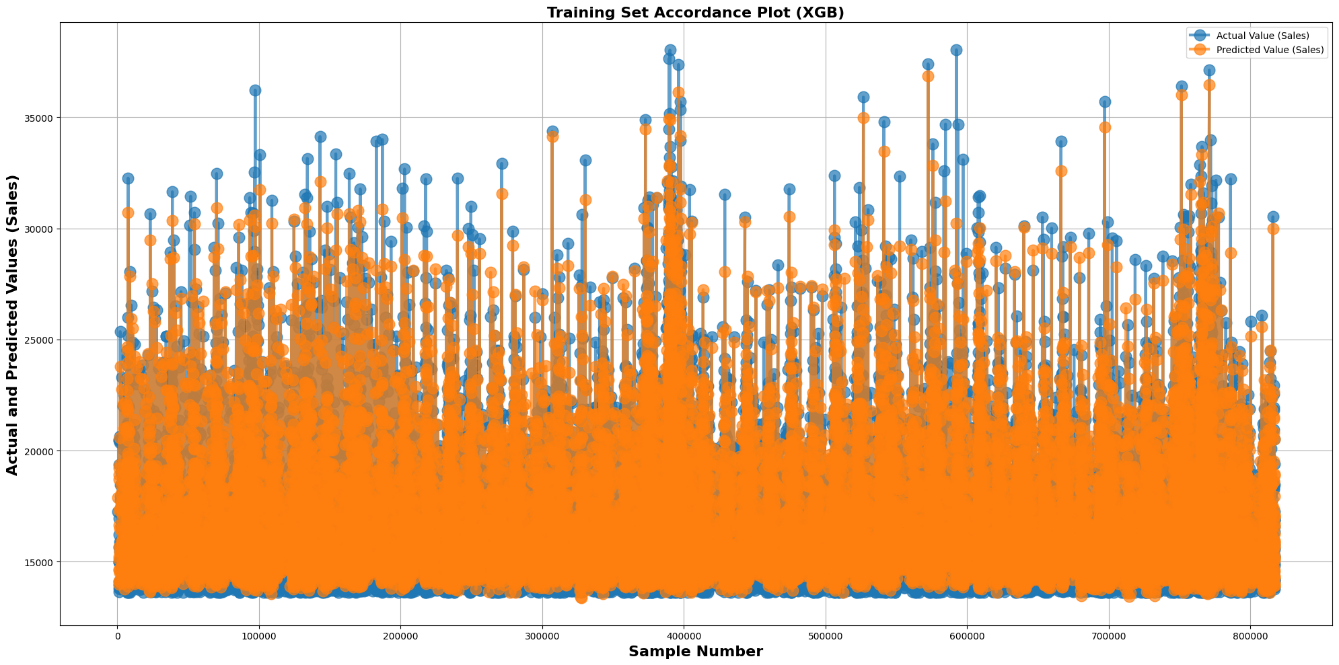 Training Set Accordance Plot (XGB)
Actual Value (Sales)
Predicted Value (Sales)
Actual and Predicted Values (Sales)
35000
30000
25000
20000
15000
0 100000 200000 300000 400000 500000 600000 700000 800000
Sample Number